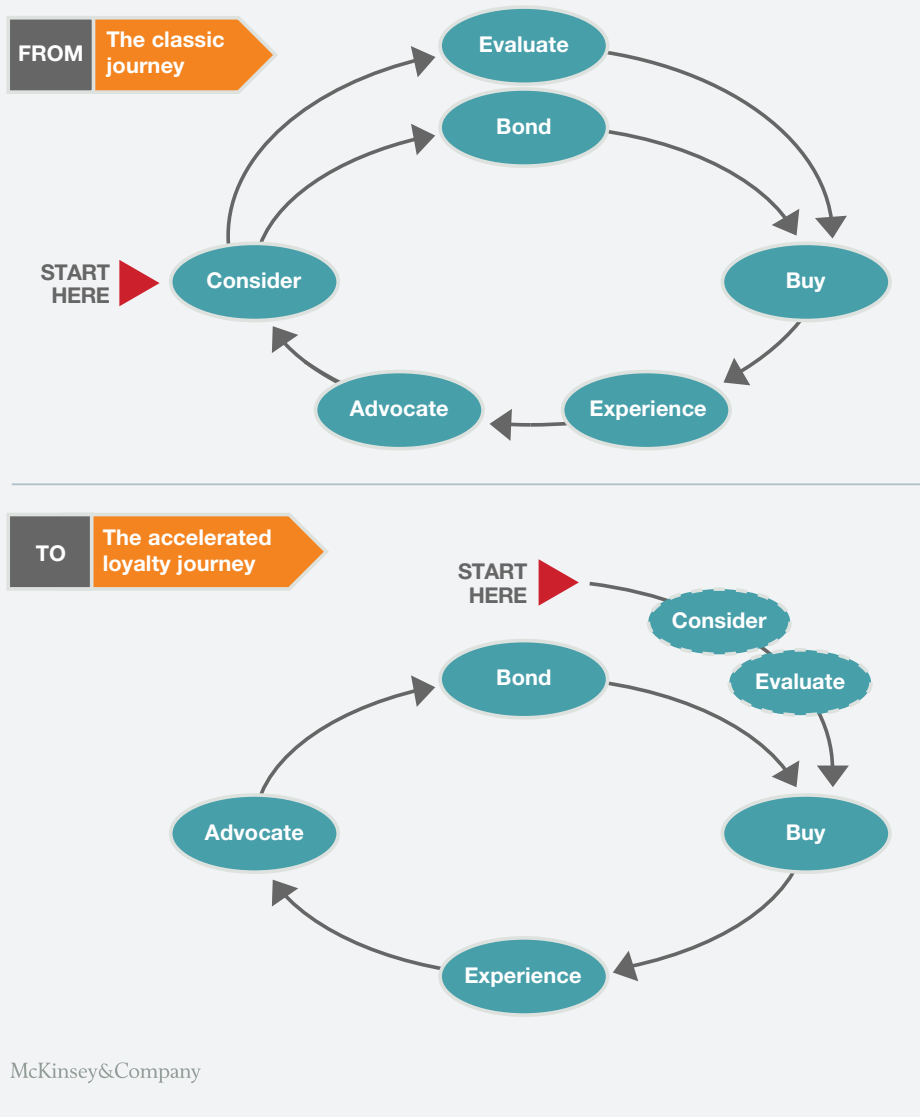 FROM
The classic
journey
Evaluate
Bond
START
HERE
Consider
Buy
Advocate
Experience
TO
The accelerated
loyalty journey
START
HERE
Consider
Evaluate
Bond
Advocate
Buy
Experience
McKinsey&Company